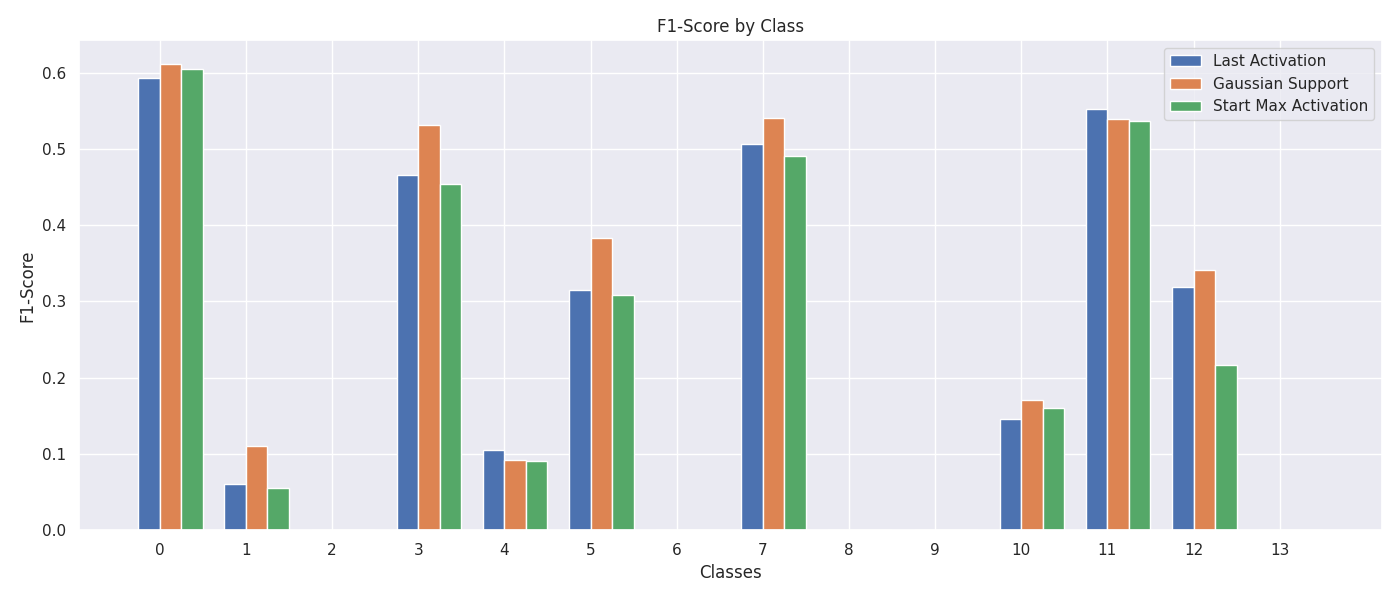 F1-Score by Class
Last Activation
Gaussian Support
Start Max Activation
F1-Score
0.6
0.5
0.4
0.3
0.2
0.1
0.0
0 1 2 3 4 5 6 7 8 9 10 11 12 13
Classes